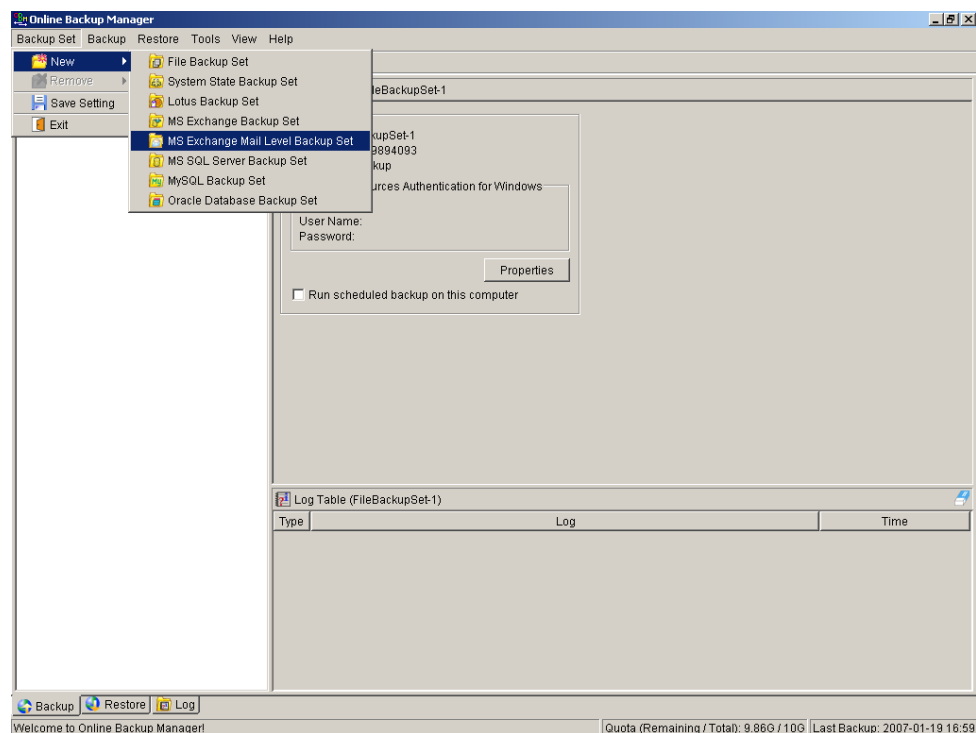 Online Backup Manager
Backup Set Backup Restore Tools View Help
New
Remove
Save Setting
Exit
File Backup Set
System State Backup Set
Lotus Backup Set
MS Exchange Backup Set
MS Exchange Mail Level Backup Set
MS SQL Server Backup Set
MySQL Backup Set
Oracle Database Backup Set
leBackupSet-1
kupSet-1
9894093
kup
urces Authentication for Windows
User Name:
Password:
Properties
Run scheduled backup on this computer
Log Table (FileBackupSet-1)
Type Log Time
Backup Restore Log
Welcome to Online Backup Manager! Quota (Remaining / Total): 9.86G / 10G Last Backup: 2007-01-19 16:59